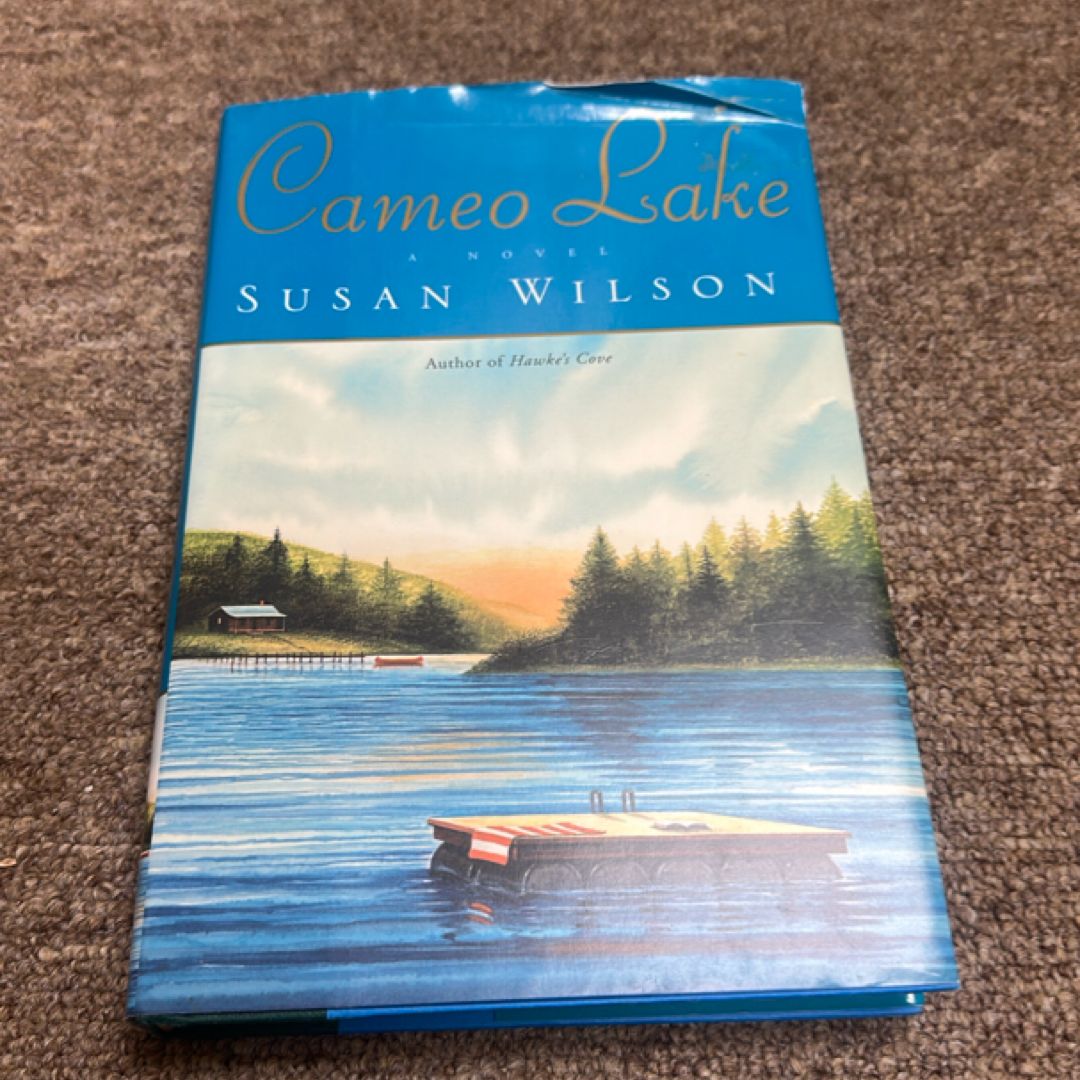 Cameo Lake
A NOVEL
SUSAN WILSON
Author of Hawke's Cove